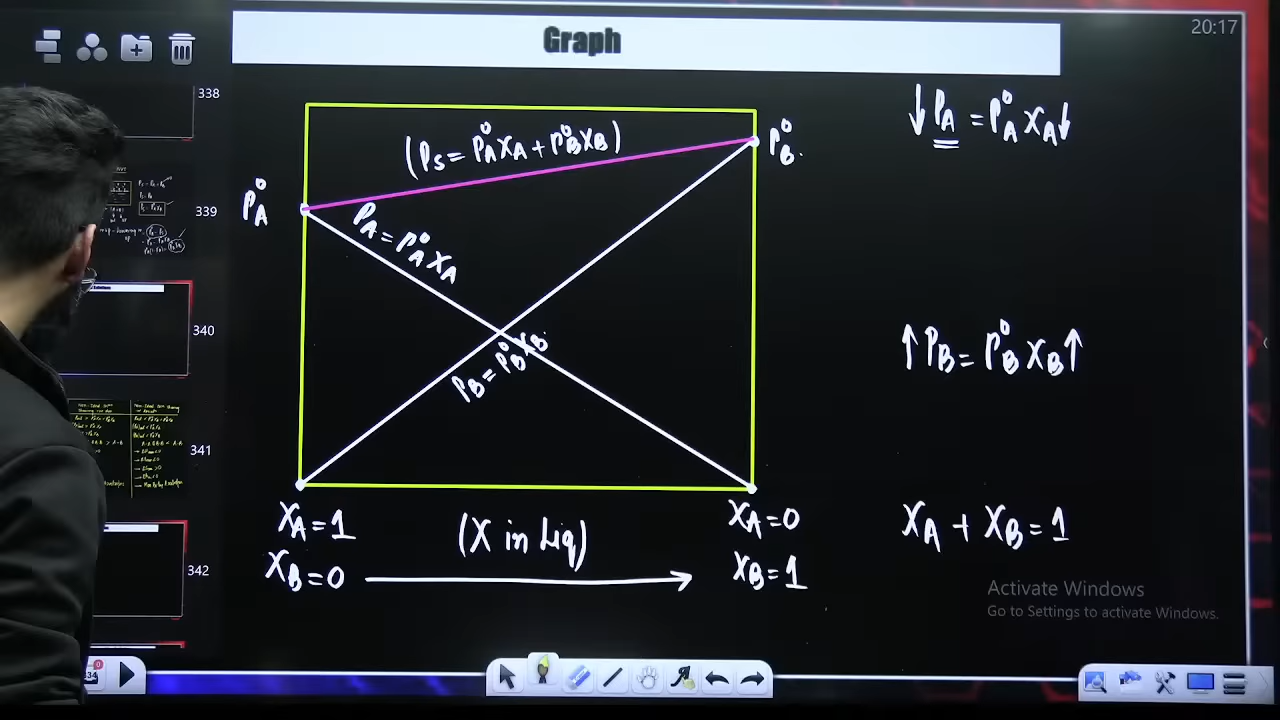 Graph
20:17
338
339
340
341
342
(Ps = P°A XA + P°B XB)
P°A
P°B
PA = P°A XA
PB = P°B XB
XA = 1
XB = 0
(X in Liq)
XA = 0
XB = 1
↓ PA = P°A XA ↓
↑ PB = P°B XB ↑
XA + XB = 1
Activate Windows
Go to Settings to activate Windows.